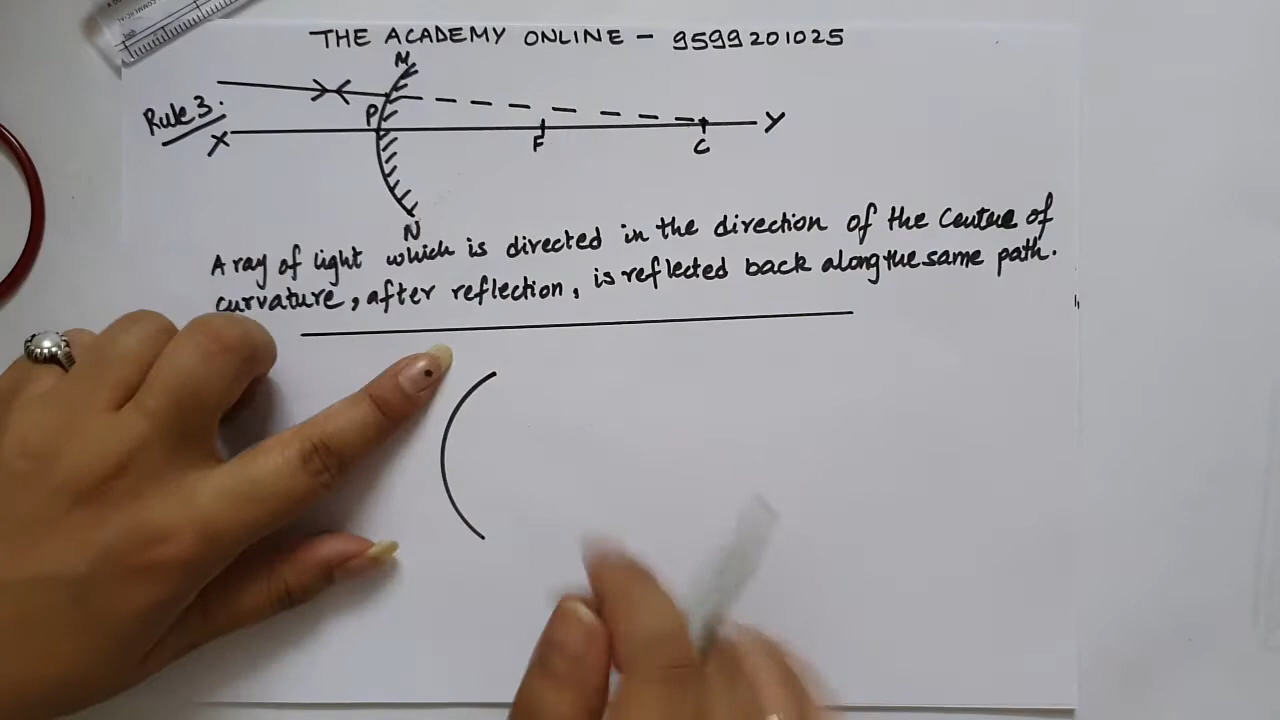 THE ACADEMY ONLINE - 9599201025
M
Rule 3.
P
X
F
C
Y
N
A ray of light which is directed in the direction of the Centre of
curvature, after reflection, is reflected back along the same path.